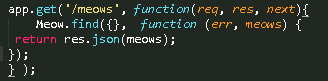 app.get('/meows', function(req, res, next){
Meow.find({}, function (err, meows) {
return res.json(meows);
});
} );